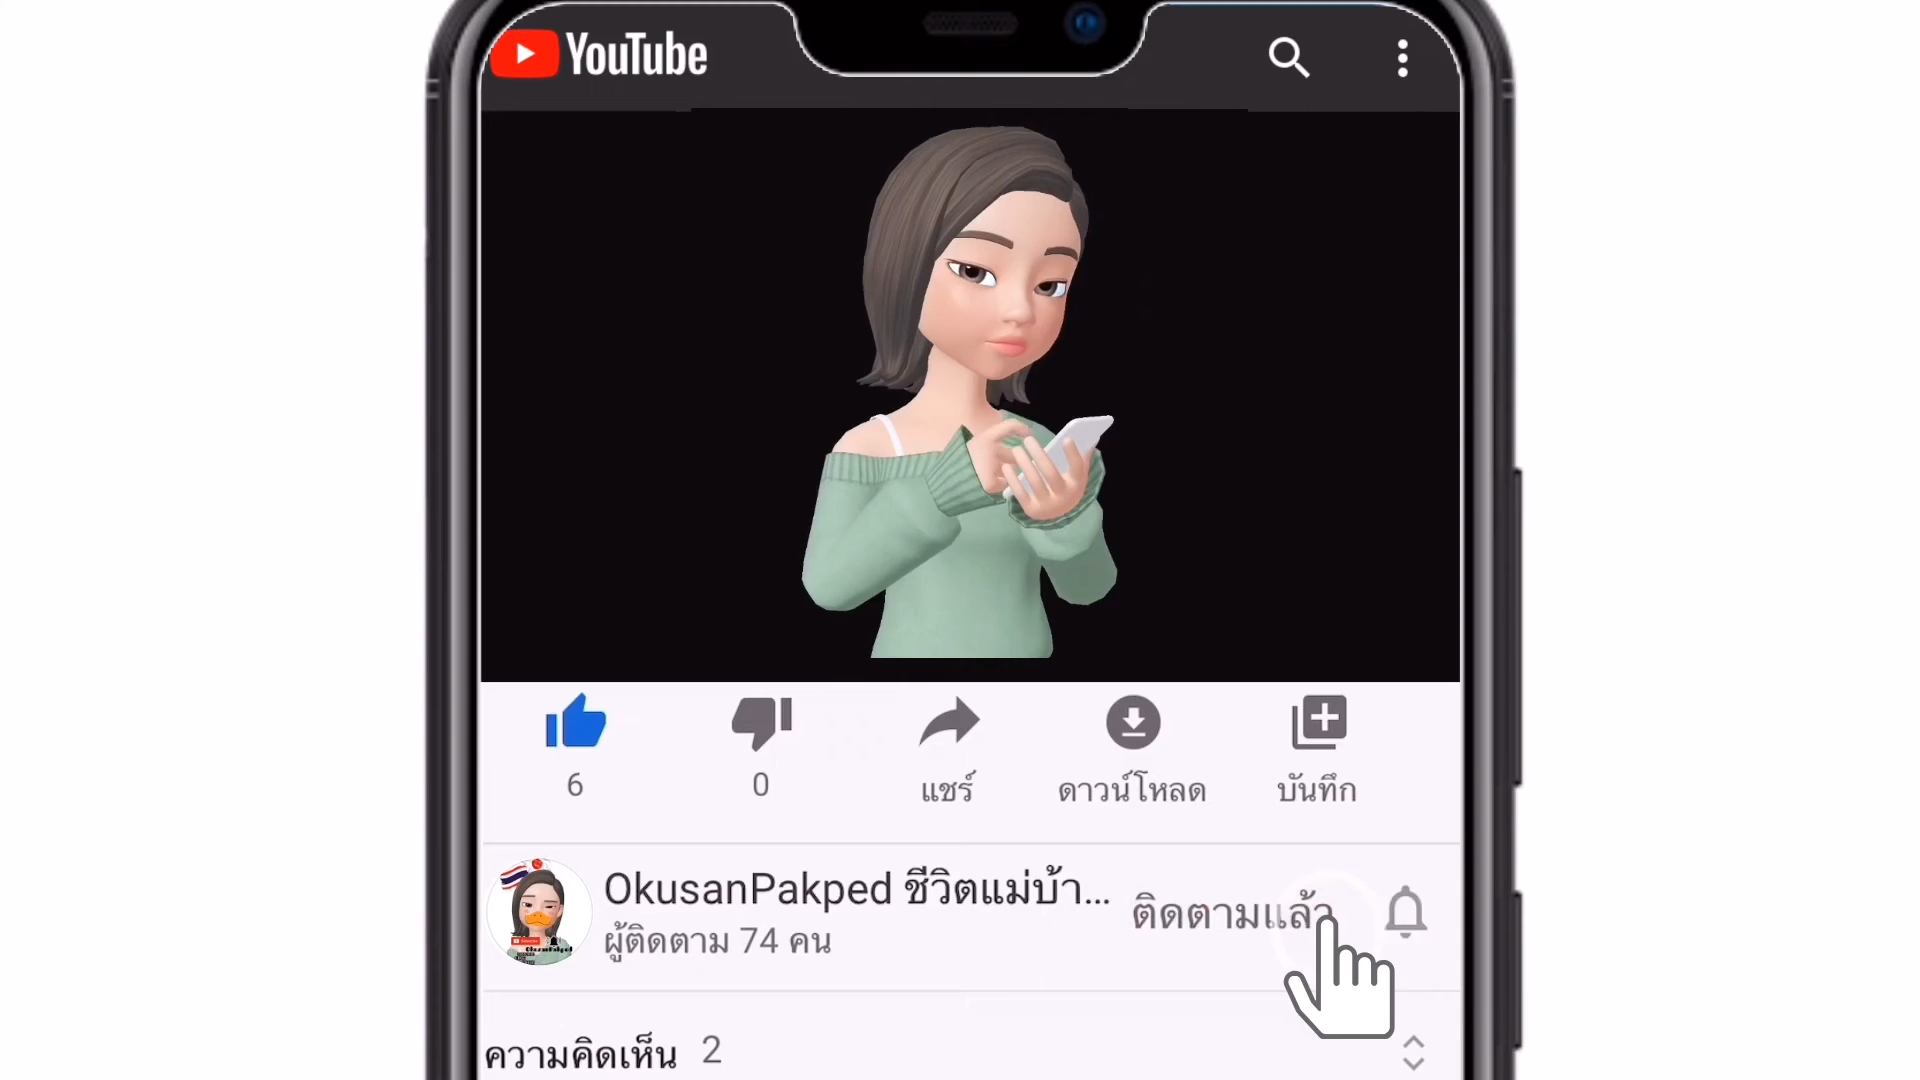 YouTube
6
0
แชร์
ดาวน์โหลด
บันทึก
OkusanPakped ชีวิตแม่บ้า...
ติดตามแล้ว
ผู้ติดตาม 74 คน
ความคิดเห็น 2